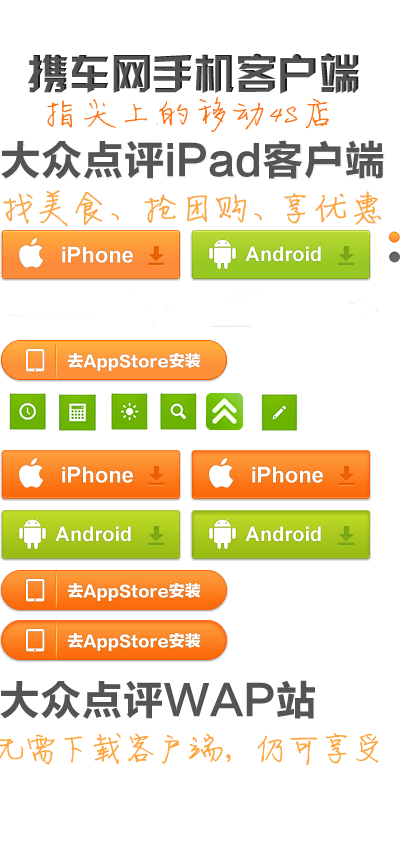 携车网手机客户端
指尖上的移动4S店
大众点评iPad客户端
找美食、抢团购、享优惠
iPhone Android
去AppStore安装
iPhone iPhone
Android Android
去AppStore安装
去AppStore安装
大众点评WAP站
无需下载客户端，仍可享受